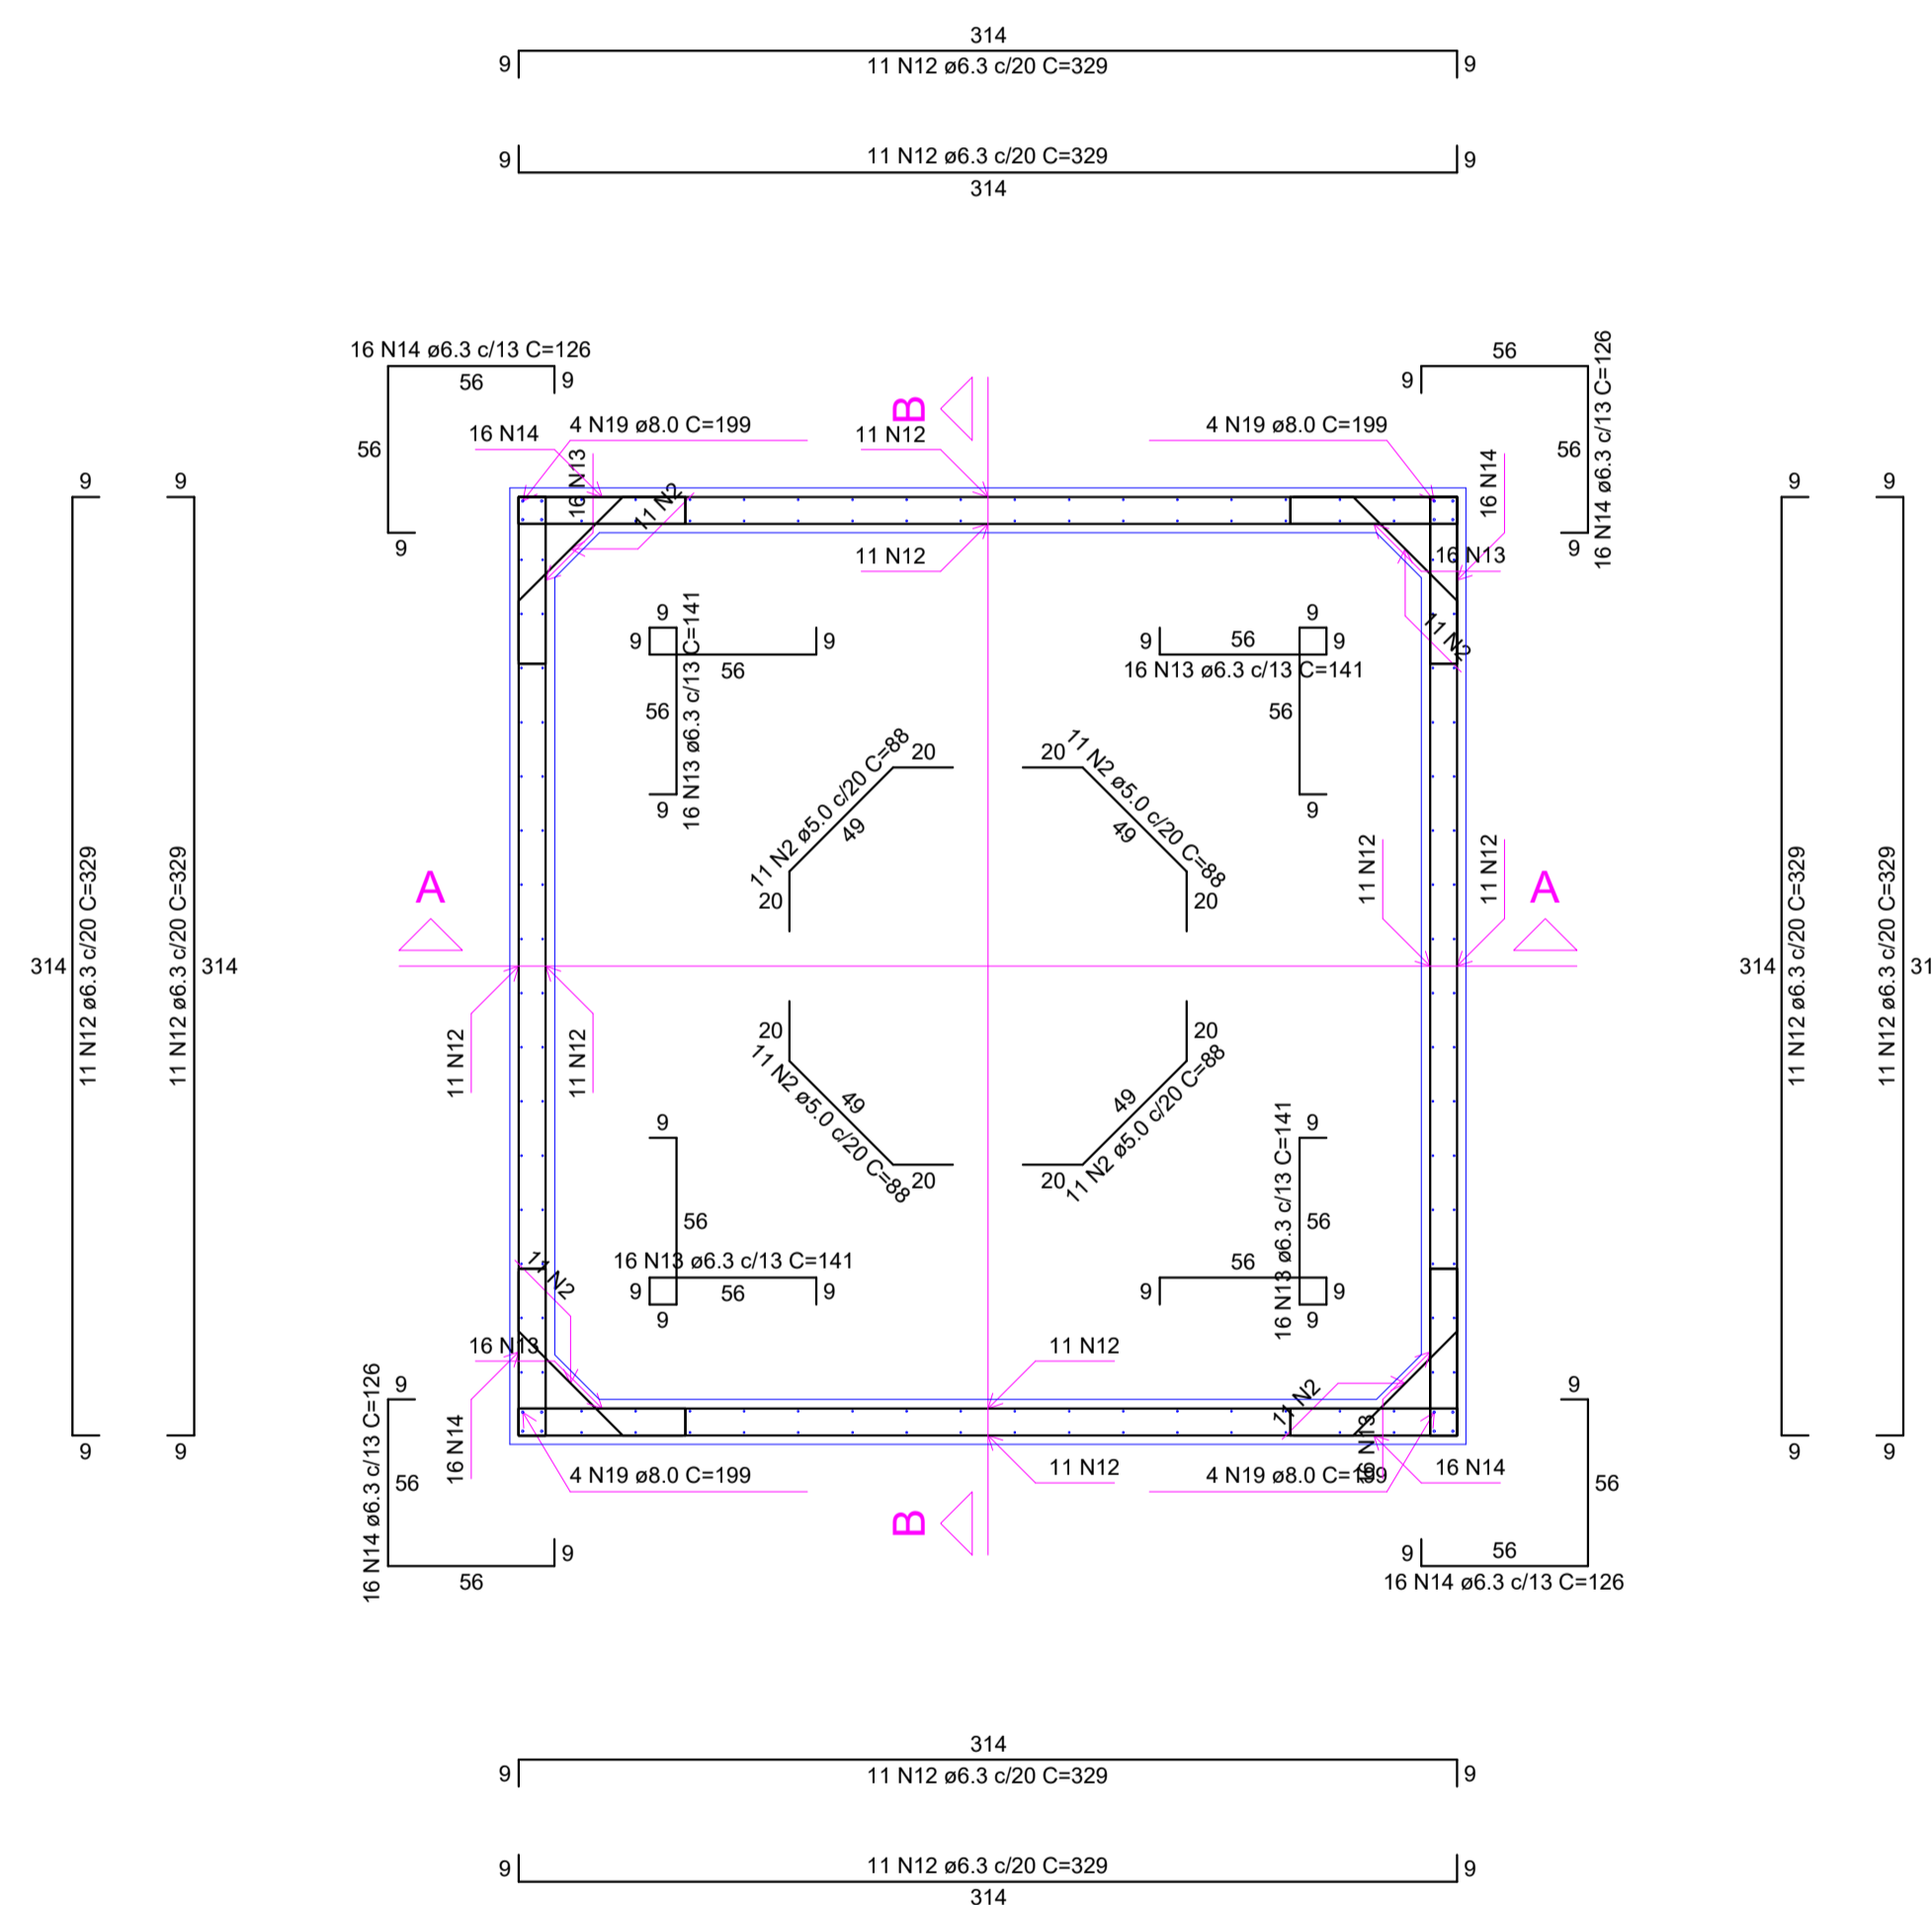 314
9
11 N12 ø6.3 c/20 C=329
9
9
11 N12 ø6.3 c/20 C=329
9
314
16 N14 ø6.3 c/13 C=126
56
9
56
9
56
9
56
9
16 N14 ø6.3 c/13 C=126
B
4 N19 ø8.0 C=199
16 N14
16 N13
11 N2
11 N12
11 N12
4 N19 ø8.0 C=199
16 N14
16 N13
11 N2
9
9
314
11 N12 ø6.3 c/20 C=329
9
9
11 N12 ø6.3 c/20 C=329
314
9
9
314
11 N12 ø6.3 c/20 C=329
9
9
11 N12 ø6.3 c/20 C=329
31
9
9
9
56
56
16 N13 ø6.3 c/13 C=141
9
9
9
56
9
16 N13 ø6.3 c/13 C=141
56
9
11 N2 ø5.0 c/20 C=88
20
49
20
20
11 N2 ø5.0 c/20 C=88
49
20
A
A
11 N12
11 N12
11 N12
11 N12
20
49
11 N2 ø5.0 c/20 C=88
20
20
49
11 N2 ø5.0 c/20 C=88
20
9
56
16 N13 ø6.3 c/13 C=141
9
56
9
9
16 N13 ø6.3 c/13 C=141
9
56
56
9
9
9
11 N2
16 N13
16 N14
4 N19 ø8.0 C=199
11 N12
11 N12
11 N2
16 N13
4 N19 ø8.0 C=199
16 N14
B
16 N14 ø6.3 c/13 C=126
9
56
9
56
9
56
9
56
16 N14 ø6.3 c/13 C=126
314
9
11 N12 ø6.3 c/20 C=329
9
9
11 N12 ø6.3 c/20 C=329
9
314